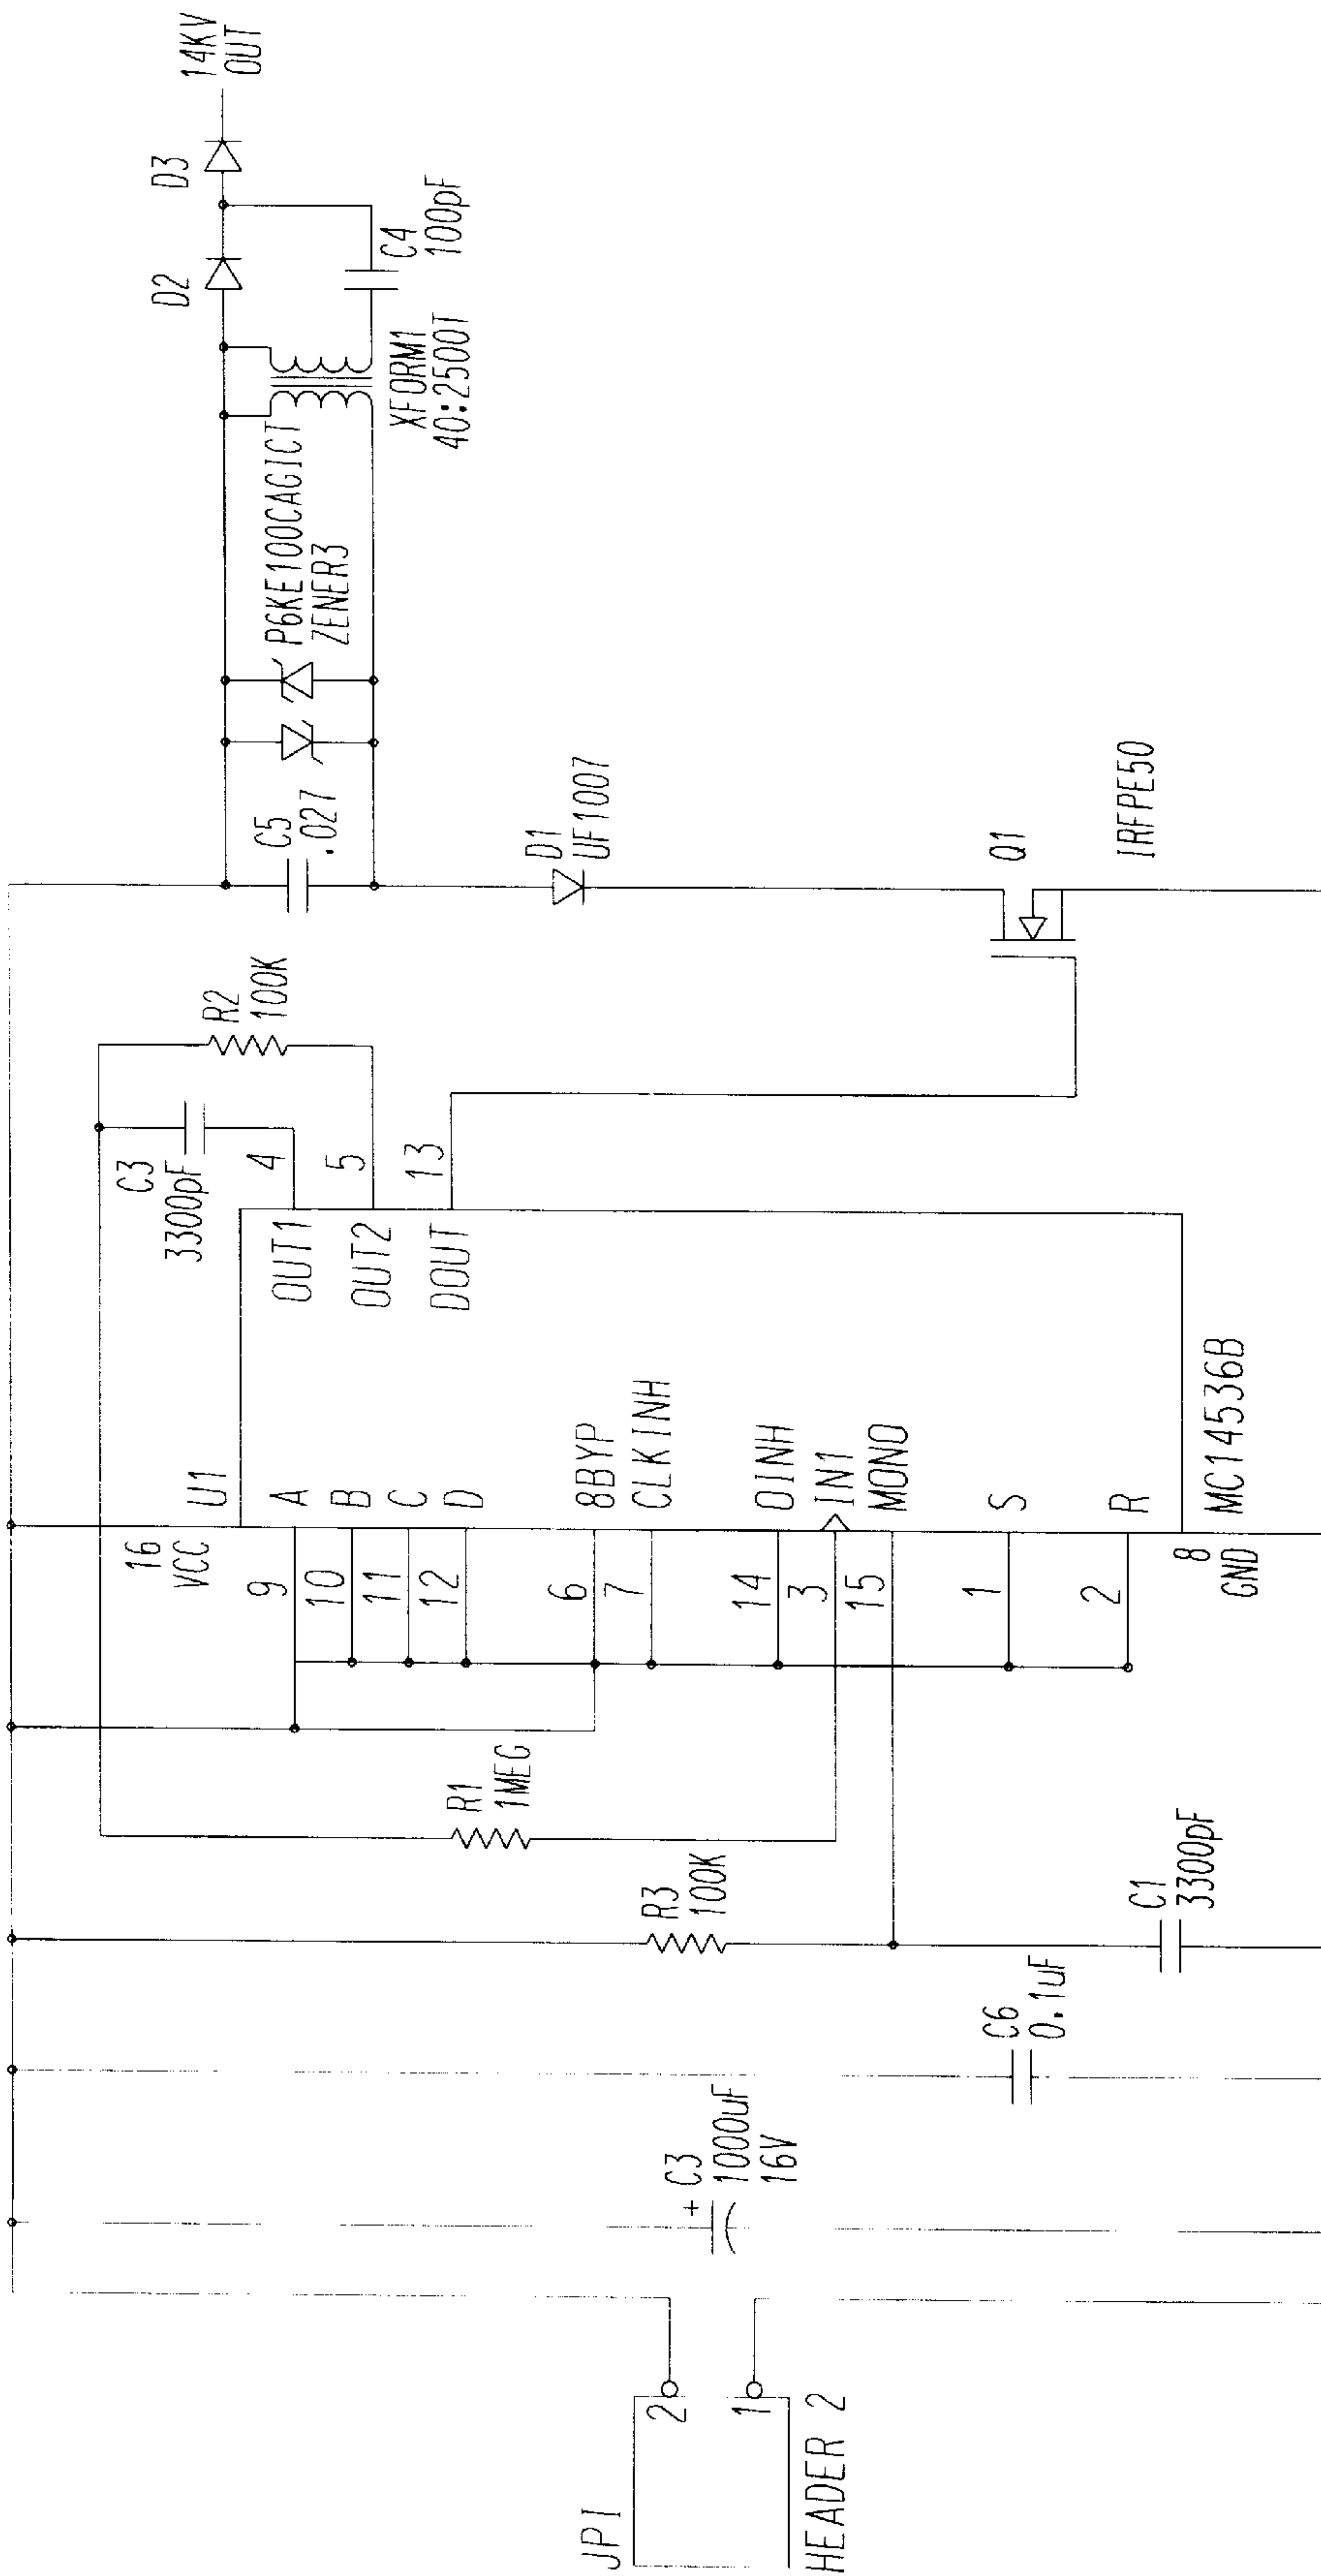 JP1
2
1
HEADER 2
+
C3
1000uF
16V
C6
0.1uF
R3
100K
C1
3300pF
R1
1MEG
16
VCC
9
10
11
12
6
7
14
3
15
1
2
8
GND
U1
A
B
C
D
8BYP
CLKINH
OINH
IN1
MONO
S
R
MC14536B
OUT1
OUT2
DOUT
4
5
13
C3
3300pF
R2
100K
C5
.027
D1
UF1007
Q1
IRFPE50
P6KE100CAGICT
ZENER3
XFORM1
40:2500T
C4
100pF
D2
D3
14KV
OUT